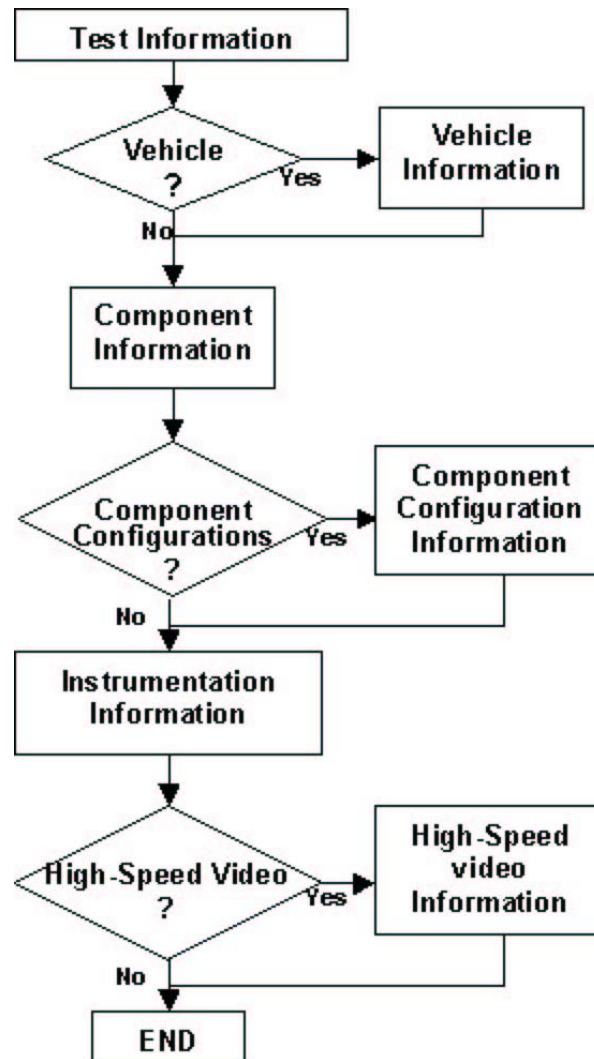 Test Information
Vehicle
?
Yes
Vehicle
Information
No
Component
Information
Component
Configurations
?
Yes
Component
Configuration
Information
No
Instrumentation
Information
High-Speed Video
?
Yes
High-Speed
video
Information
No
END